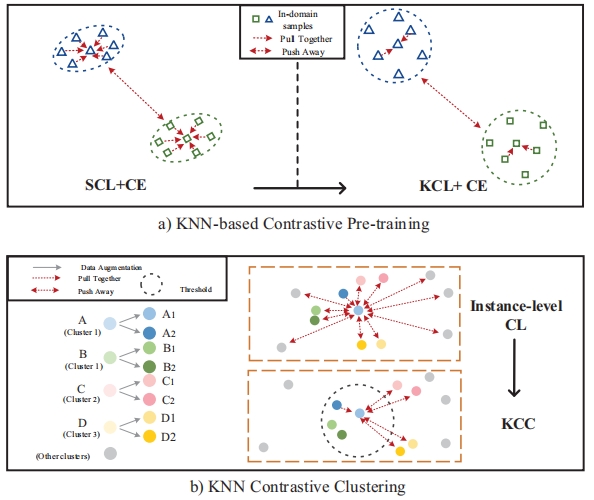 In-domain
samples
Pull Together
Push Away
SCL+CE
KCL+ CE
a) KNN-based Contrastive Pre-training
Data Augmentation
Pull Together
Push Away
Threshold
A
(Cluster 1)
A1
A2
B
(Cluster 1)
B1
B2
C
(Cluster 2)
C1
C2
D
(Cluster 3)
D1
D2
(Other clusters)
Instance-level
CL
KCC
b) KNN Contrastive Clustering